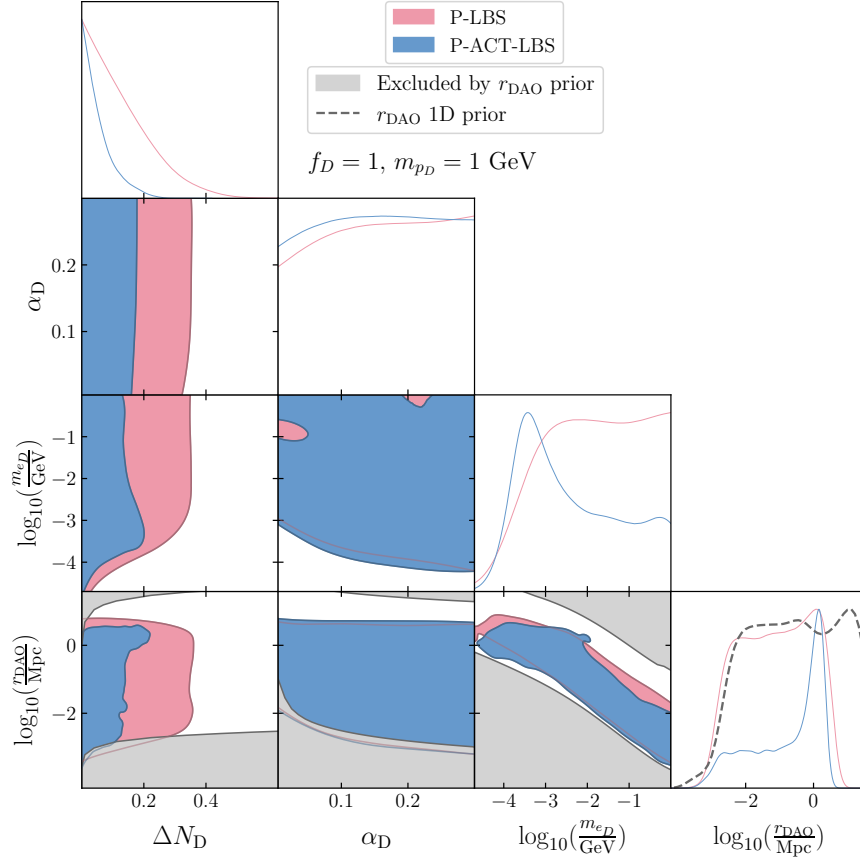 P-LBS
P-ACT-LBS
Excluded by r_DAO prior
r_DAO 1D prior
f_D = 1, m_{p_D} = 1 GeV
α_D
0.2
0.1
log₁₀(m_{e_D}/GeV)
−1
−2
−3
−4
log₁₀(r_DAO/Mpc)
0
−2
0.2 0.4 0.1 0.2 −4 −3 −2 −1 −2 0
ΔN_D α_D log₁₀(m_{e_D}/GeV) log₁₀(r_DAO/Mpc)